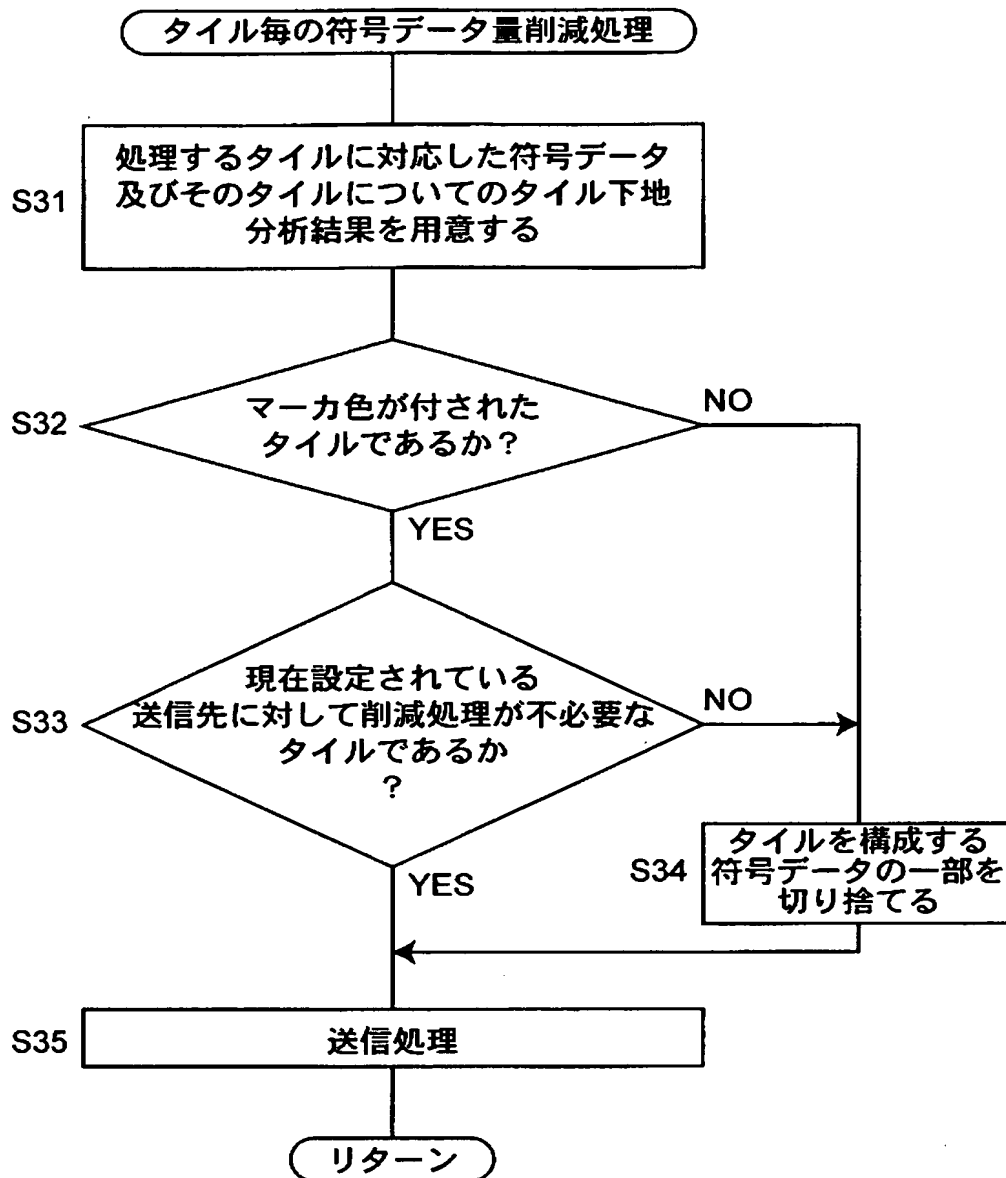 タイル毎の符号データ量削減処理
S31
処理するタイルに対応した符号データ
及びそのタイルについてのタイル下地
分析結果を用意する
S32
マーカ色が付された
タイルであるか?
NO
YES
S33
現在設定されている
送信先に対して削減処理が不必要な
タイルであるか
?
NO
YES
S34
タイルを構成する
符号データの一部を
切り捨てる
S35
送信処理
リターン